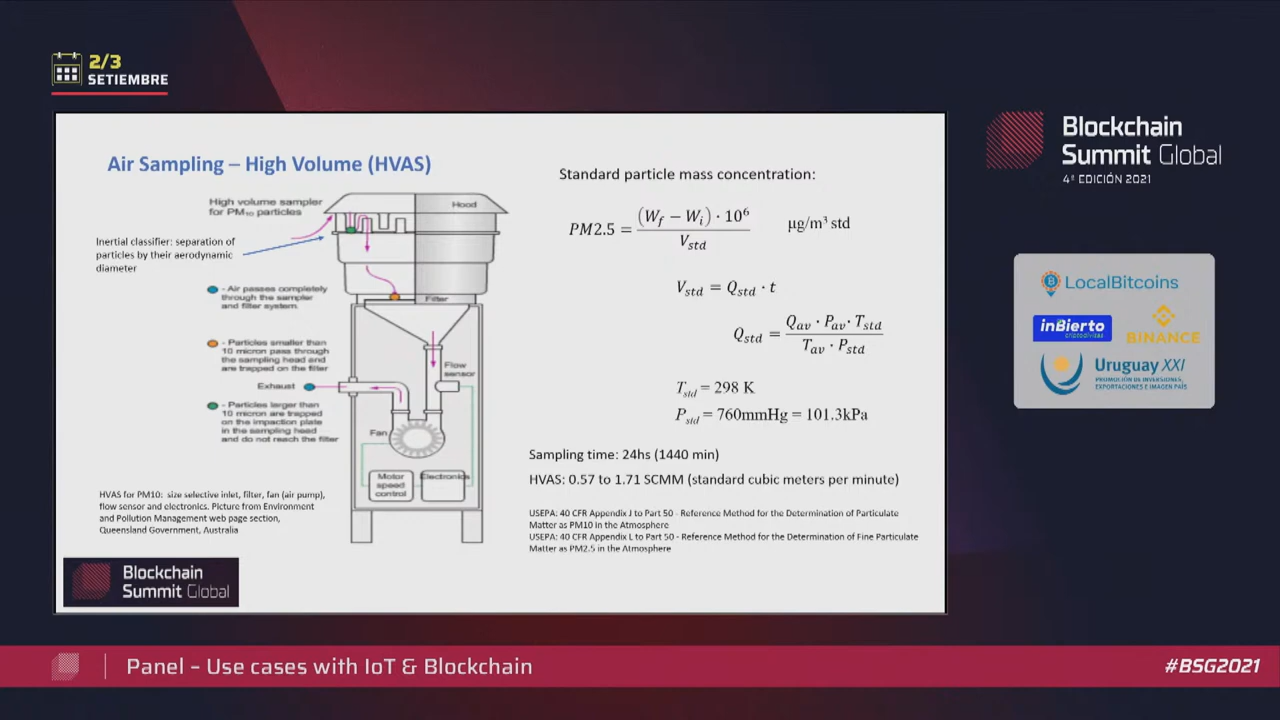 2/3
SETIEMBRE
Air Sampling – High Volume (HVAS)
High volume sampler
for PM₁₀ particles
Hood
Inertial classifier: separation of
particles by their aerodynamic
diameter
- Air passes completely
through the sampler
and filter system.
Filter
- Particles smaller than
10 micron pass through
the sampling head and
are trapped on the filter
Flow
sensor
Exhaust
- Particles larger than
10 micron are trapped
on the impaction plate
in the sampling head
and do not reach the filter
Fan
Motor
speed
control
Electronics
HVAS for PM10: size selective inlet, filter, fan (air pump),
flow sensor and electronics. Picture from Environment
and Pollution Management web page section,
Queensland Government, Australia
Blockchain
Summit Global
Standard particle mass concentration:
PM2.5 = (W_f − W_i) · 10⁶ / V_std   µg/m³ std
V_std = Q_std · t
Q_std = Q_av · P_av · T_std / T_av · P_std
T_std = 298 K
P_std = 760mmHg = 101.3kPa
Sampling time: 24hs (1440 min)
HVAS: 0.57 to 1.71 SCMM (standard cubic meters per minute)
USEPA: 40 CFR Appendix J to Part 50 - Reference Method for the Determination of Particulate
Matter as PM10 in the Atmosphere
USEPA: 40 CFR Appendix L to Part 50 - Reference Method for the Determination of Fine Particulate
Matter as PM2.5 in the Atmosphere
Blockchain
Summit Global
4ª EDICIÓN 2021
LocalBitcoins
inBierto
criptodivisas
BINANCE
Uruguay XXI
PROMOCIÓN DE INVERSIONES,
EXPORTACIONES E IMAGEN PAÍS
Panel – Use cases with IoT & Blockchain
#BSG2021